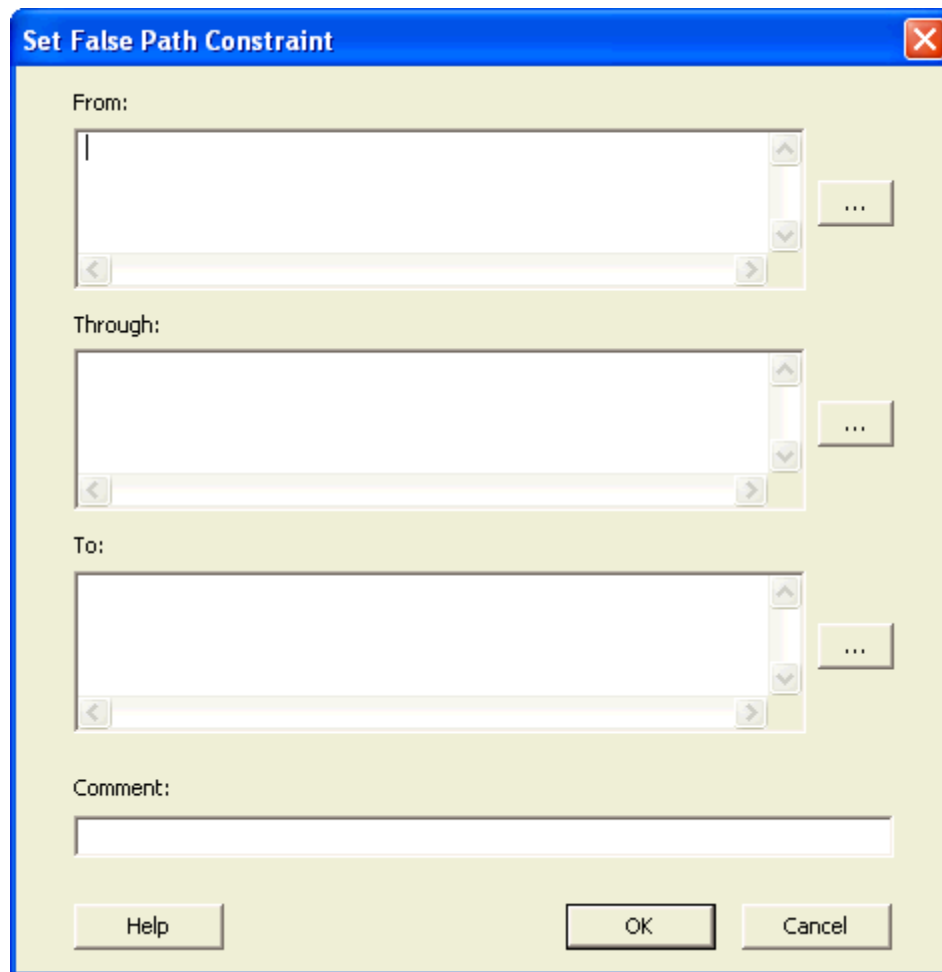 Set False Path Constraint
From:
...
Through:
...
To:
...
Comment:
Help OK Cancel